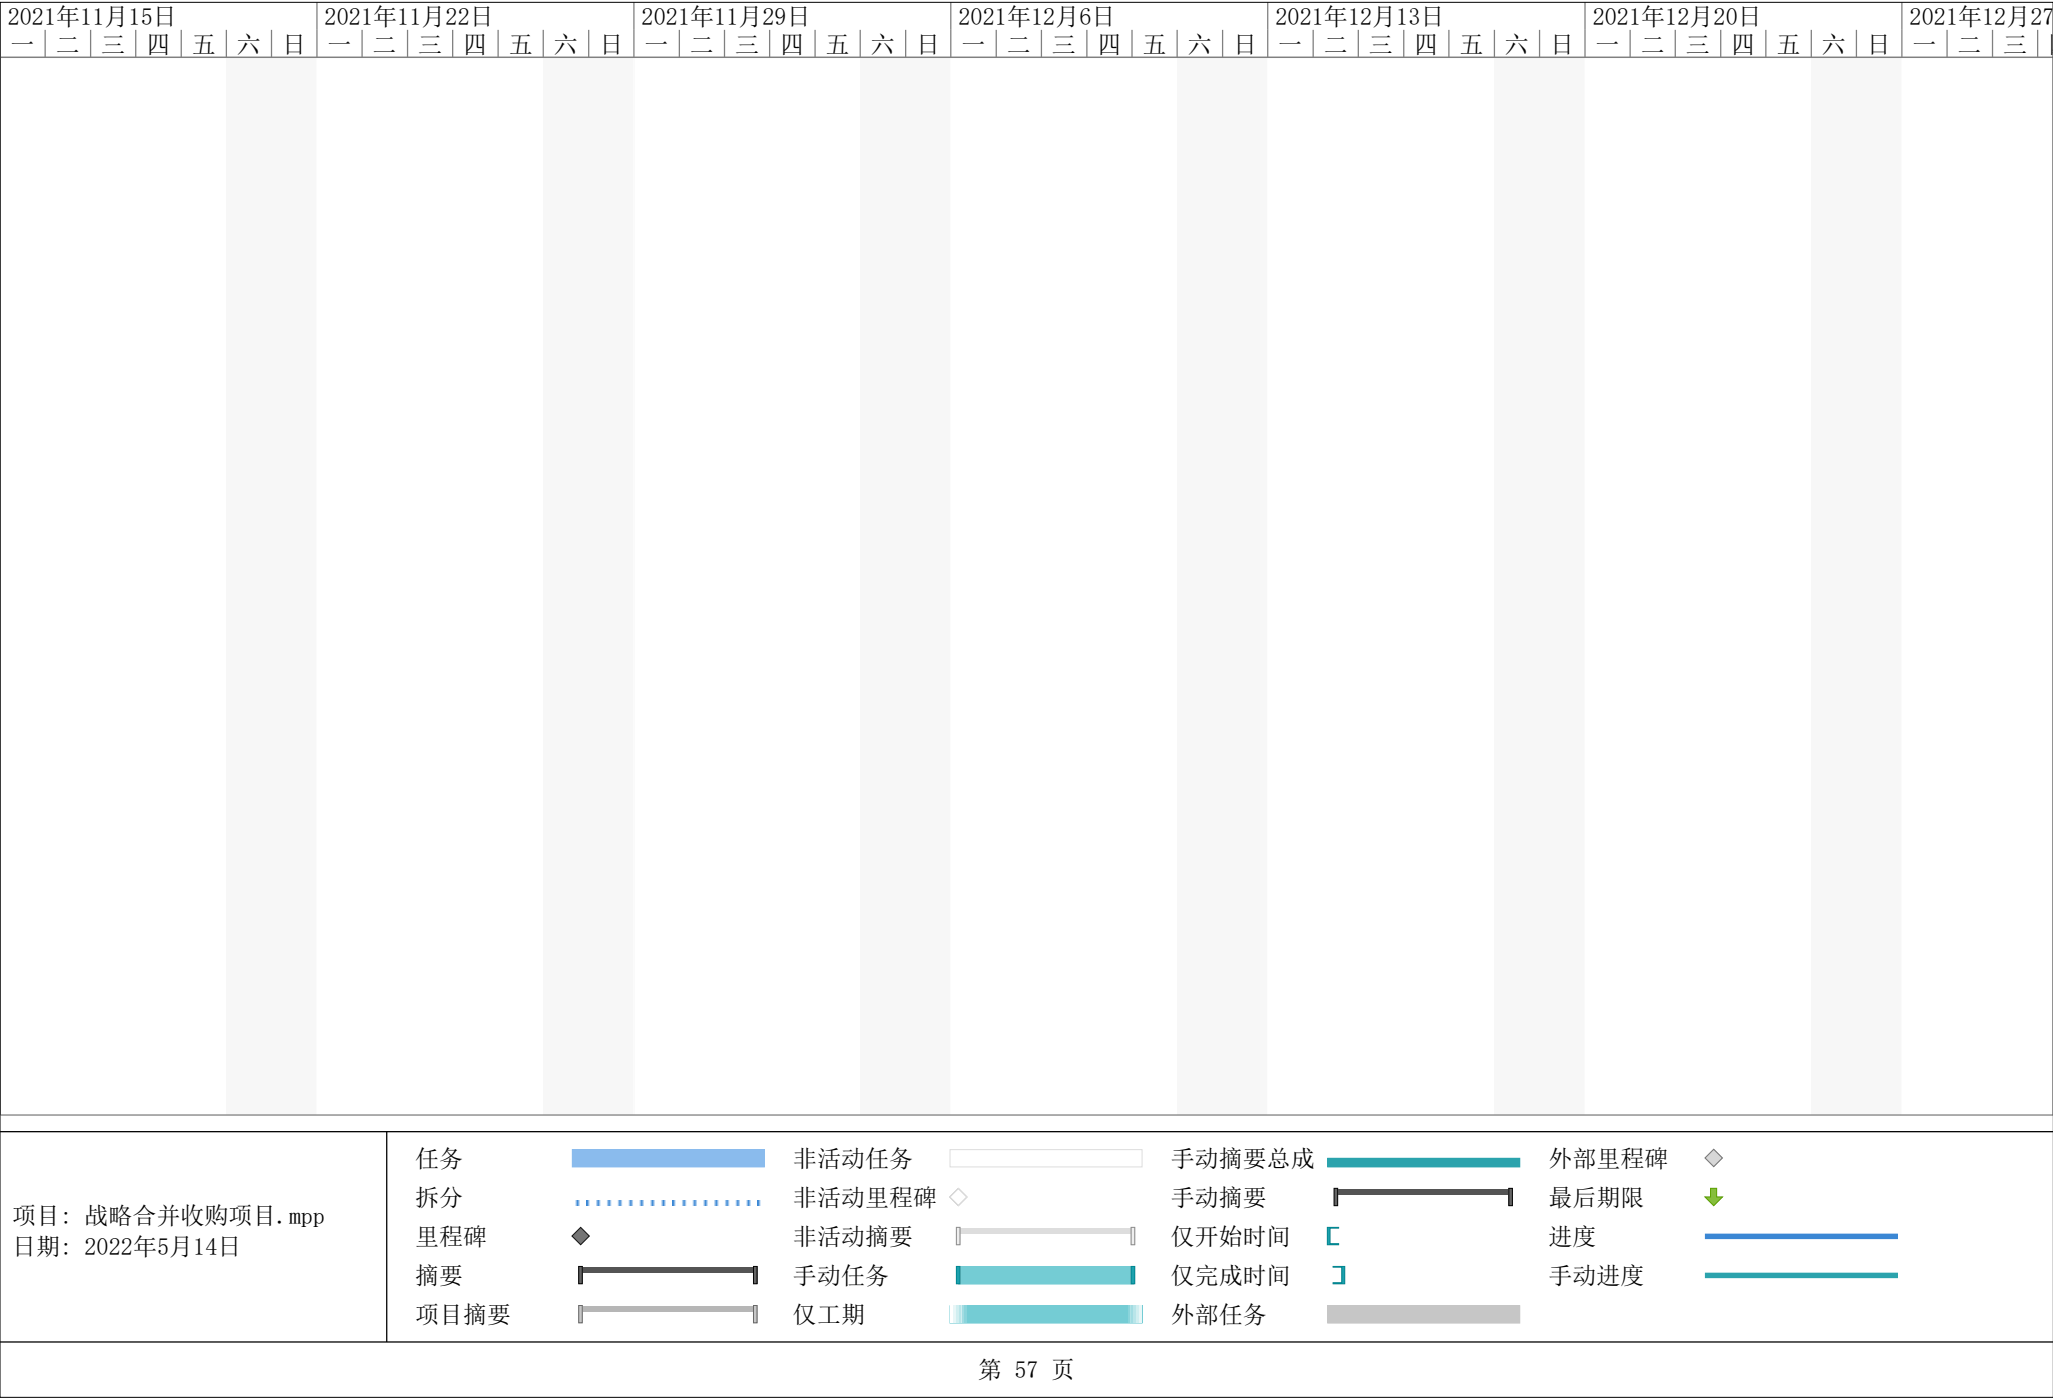 2021年11月15日 2021年11月22日 2021年11月29日 2021年12月6日 2021年12月13日 2021年12月20日 2021年12月27
一 二 三 四 五 六 日 一 二 三 四 五 六 日 一 二 三 四 五 六 日 一 二 三 四 五 六 日 一 二 三 四 五 六 日 一 二 三 四 五 六 日 一 二 三
项目: 战略合并收购项目.mpp
日期: 2022年5月14日
任务
拆分
里程碑
摘要
项目摘要
非活动任务
非活动里程碑
非活动摘要
手动任务
仅工期
手动摘要总成
手动摘要
仅开始时间
仅完成时间
外部任务
外部里程碑
最后期限
进度
手动进度
第 57 页